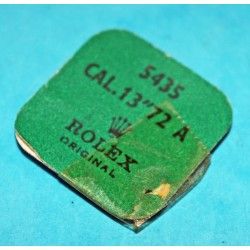 5435
CAL.13"72 A
ROLEX
ORIGINAL